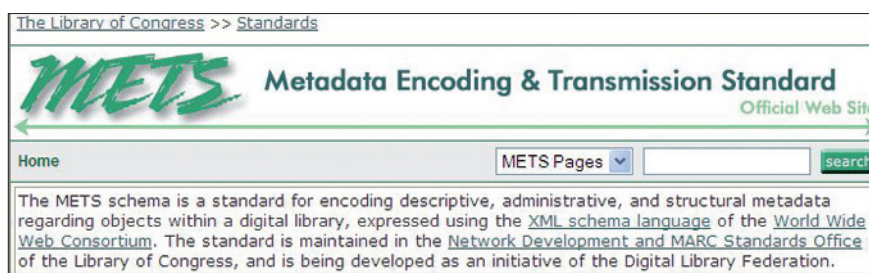 The Library of Congress >> Standards
METS Metadata Encoding & Transmission Standard
Official Web Site
Home METS Pages search
The METS schema is a standard for encoding descriptive, administrative, and structural metadata
regarding objects within a digital library, expressed using the XML schema language of the World Wide
Web Consortium. The standard is maintained in the Network Development and MARC Standards Office
of the Library of Congress, and is being developed as an initiative of the Digital Library Federation.